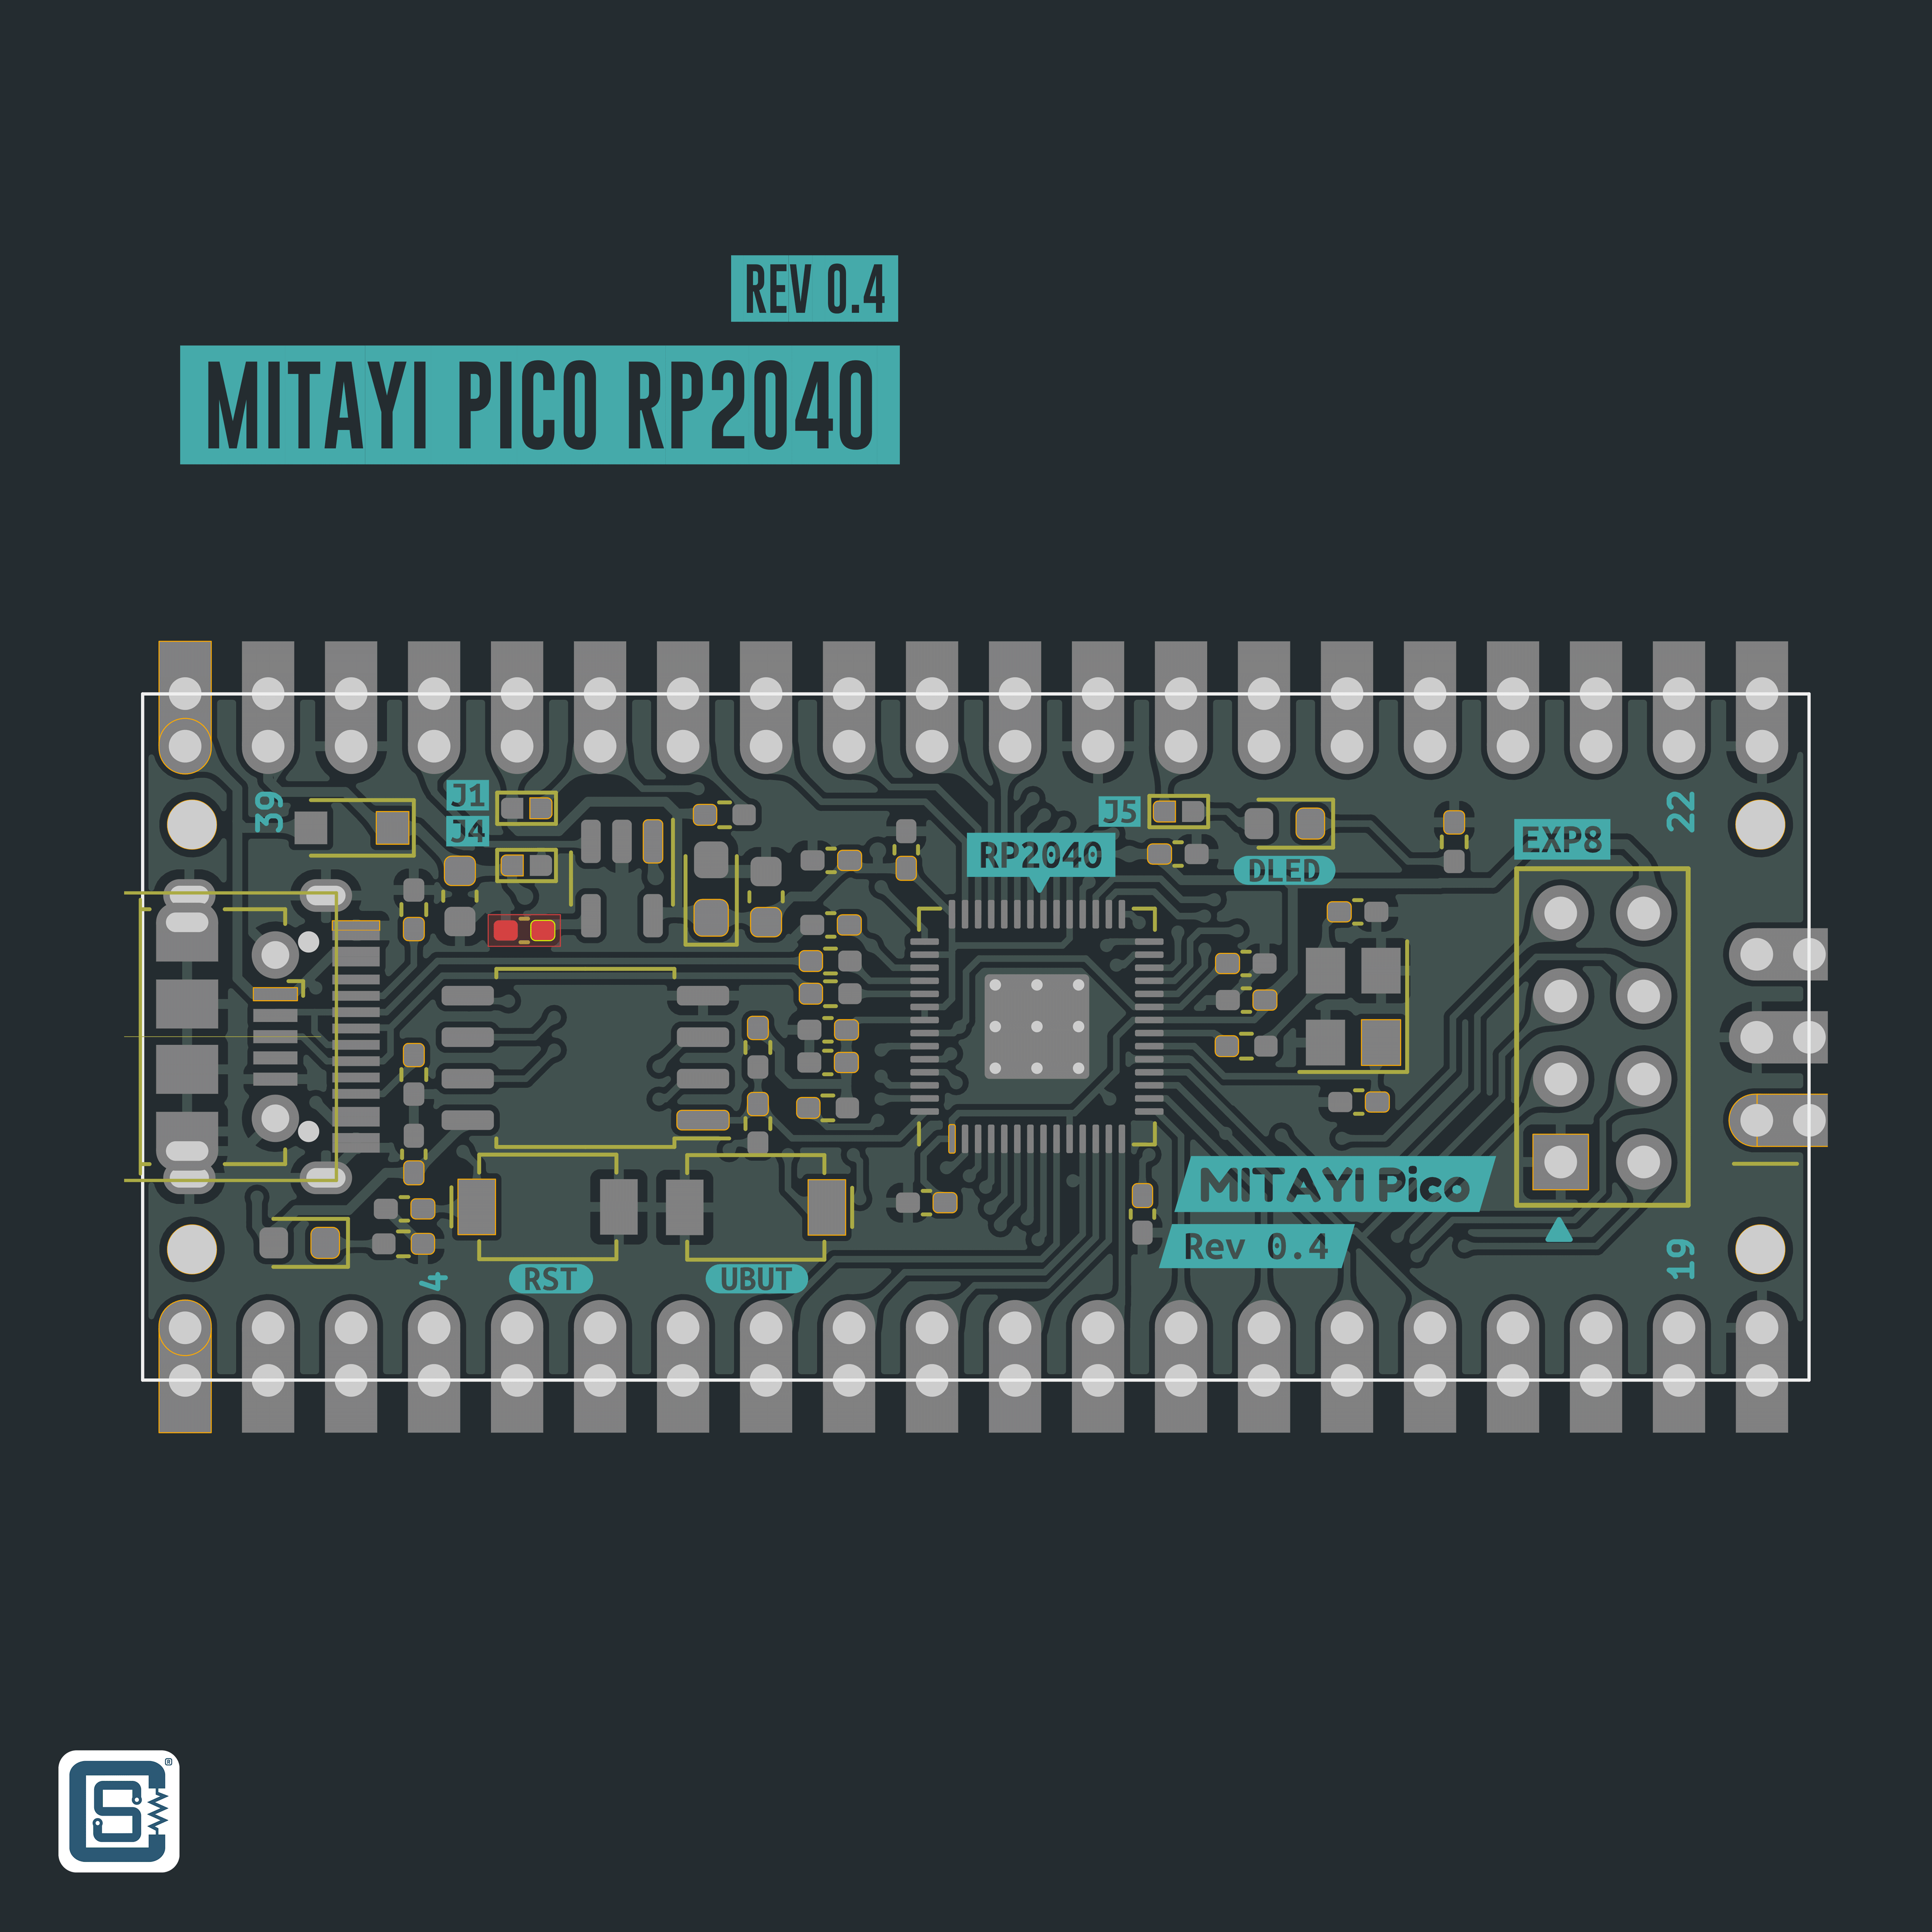 REV 0.4
MITAYI PICO RP2040
39
J1
J4
J5
RP2040
DLED
EXP8
22
MITAYI Pico
Rev 0.4
19
4
RST
UBUT
®